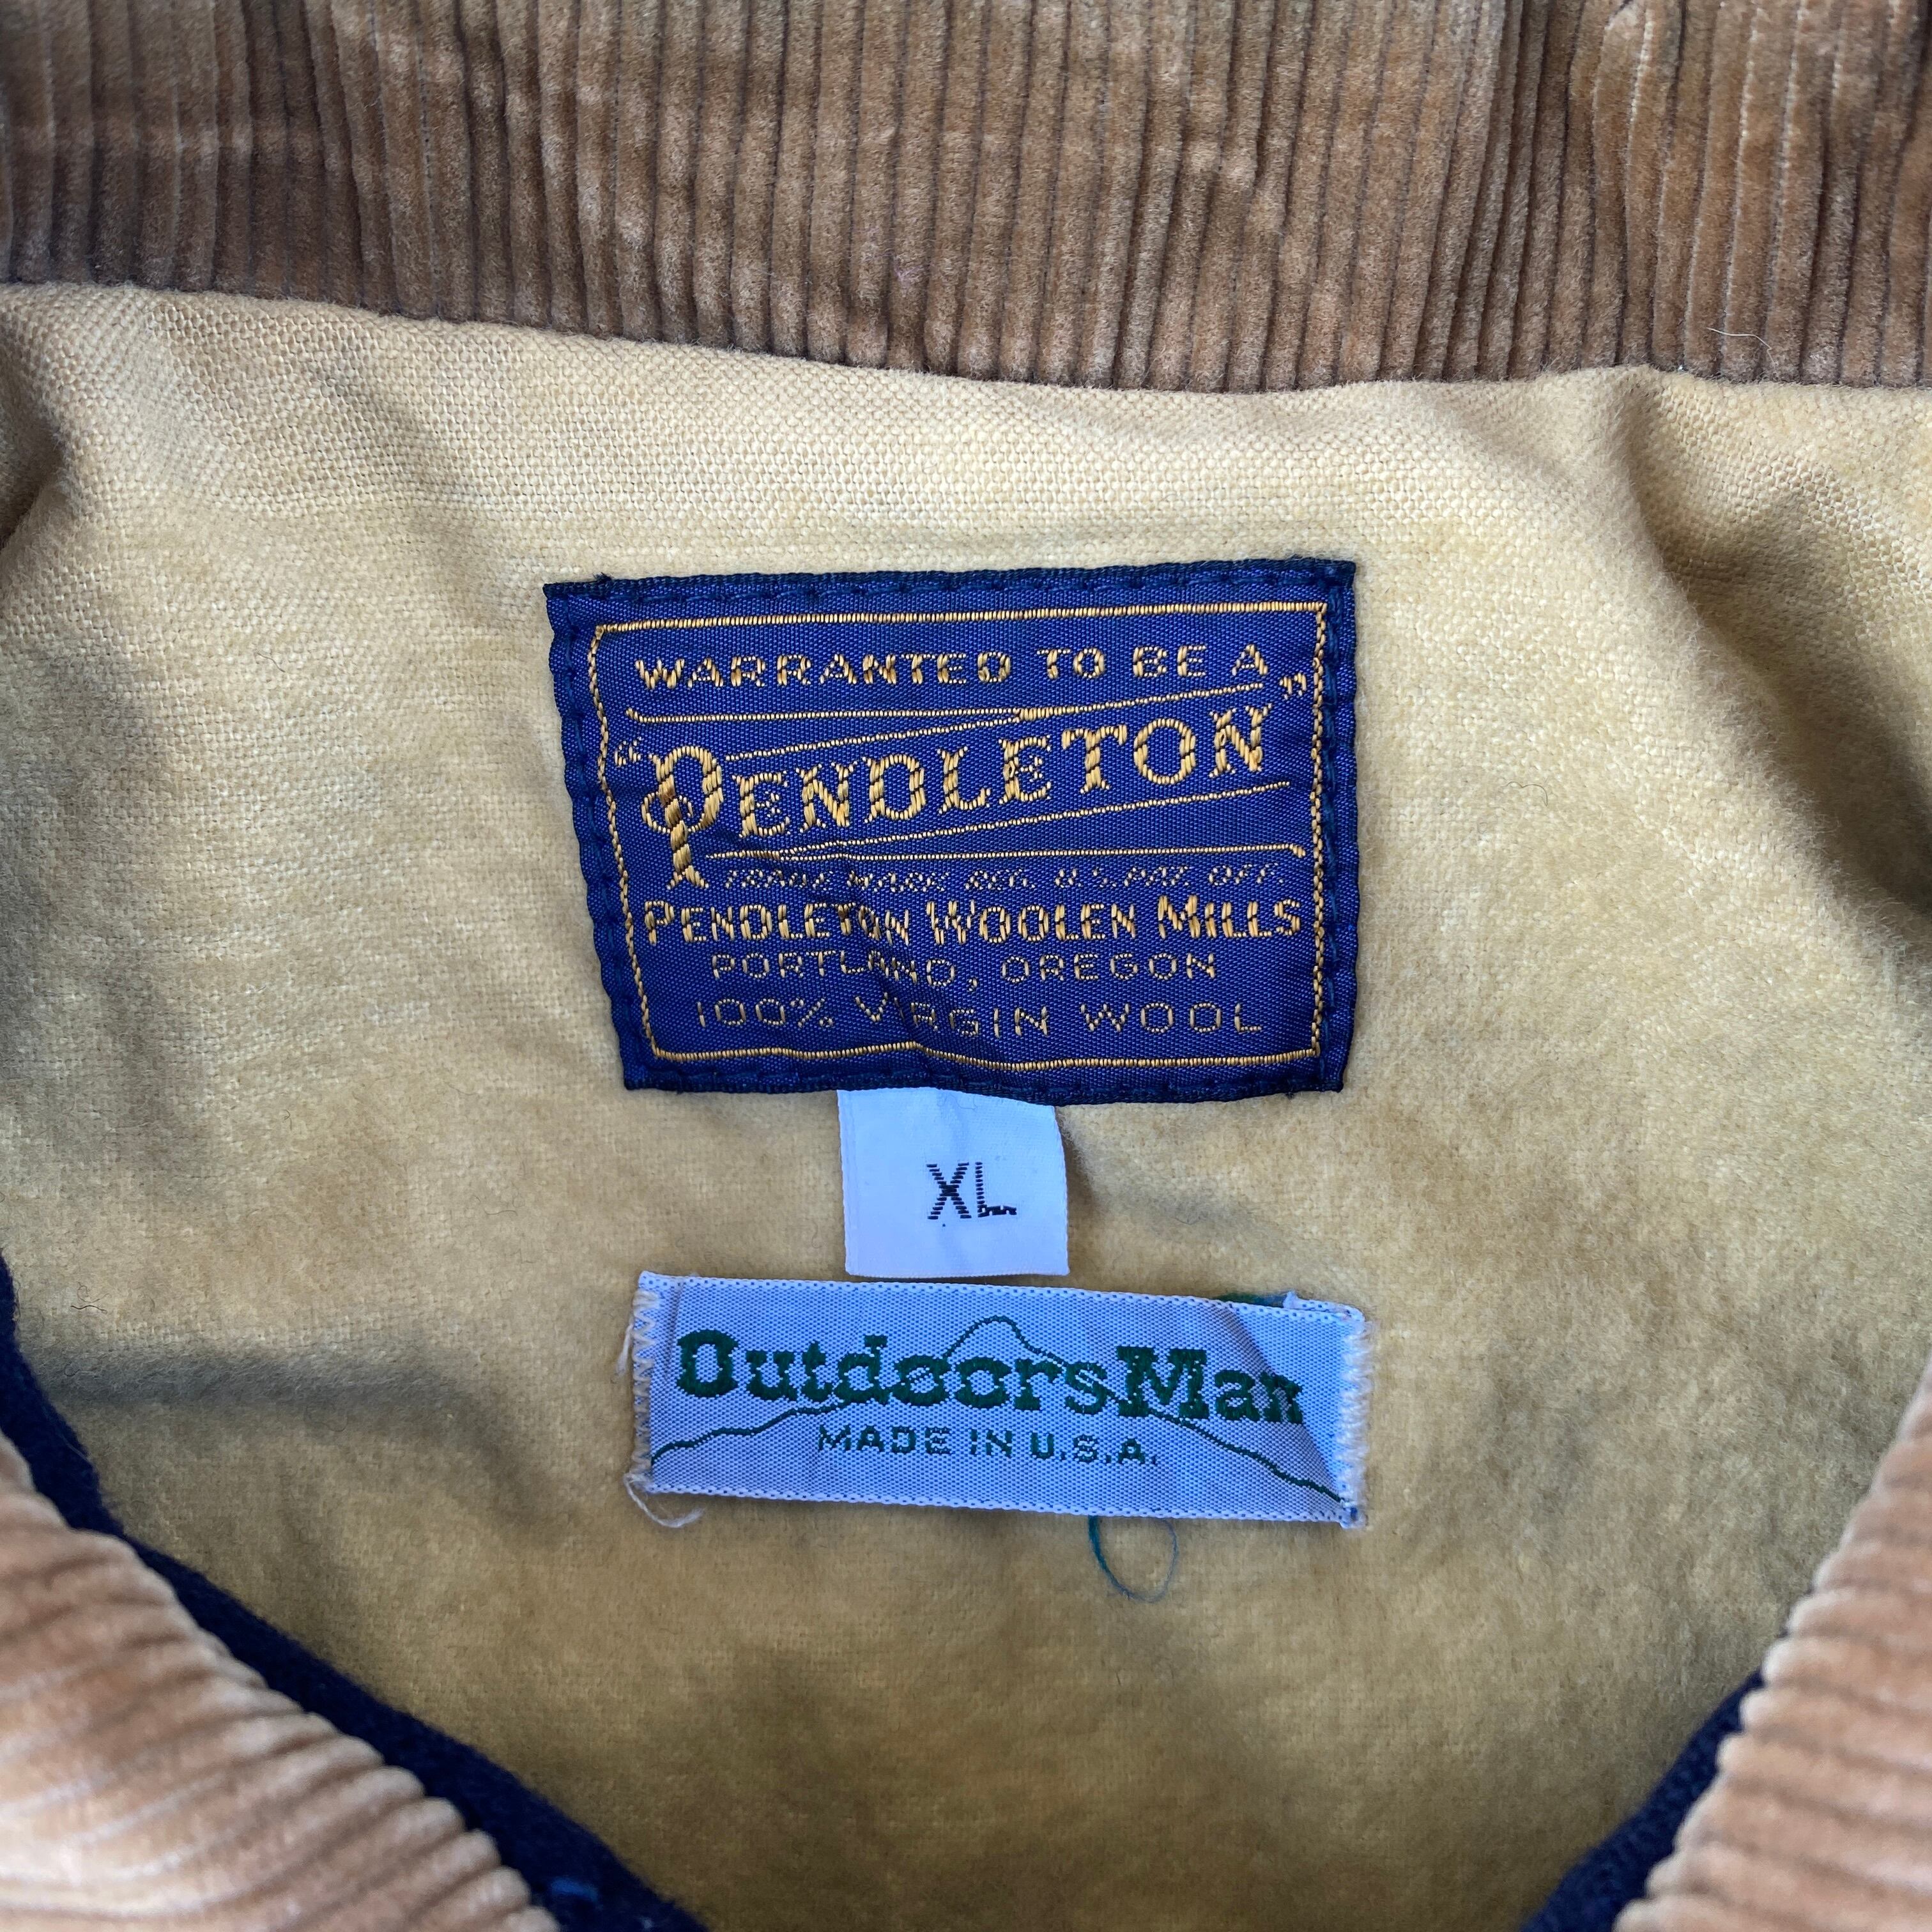 WARRANTED TO BE A
"PENDLETON"
TRADE MARK REG. U.S. PAT. OFF.
PENDLETON WOOLEN MILLS
PORTLAND, OREGON
100% VIRGIN WOOL
XL
OutdoorsMan
MADE IN U.S.A.